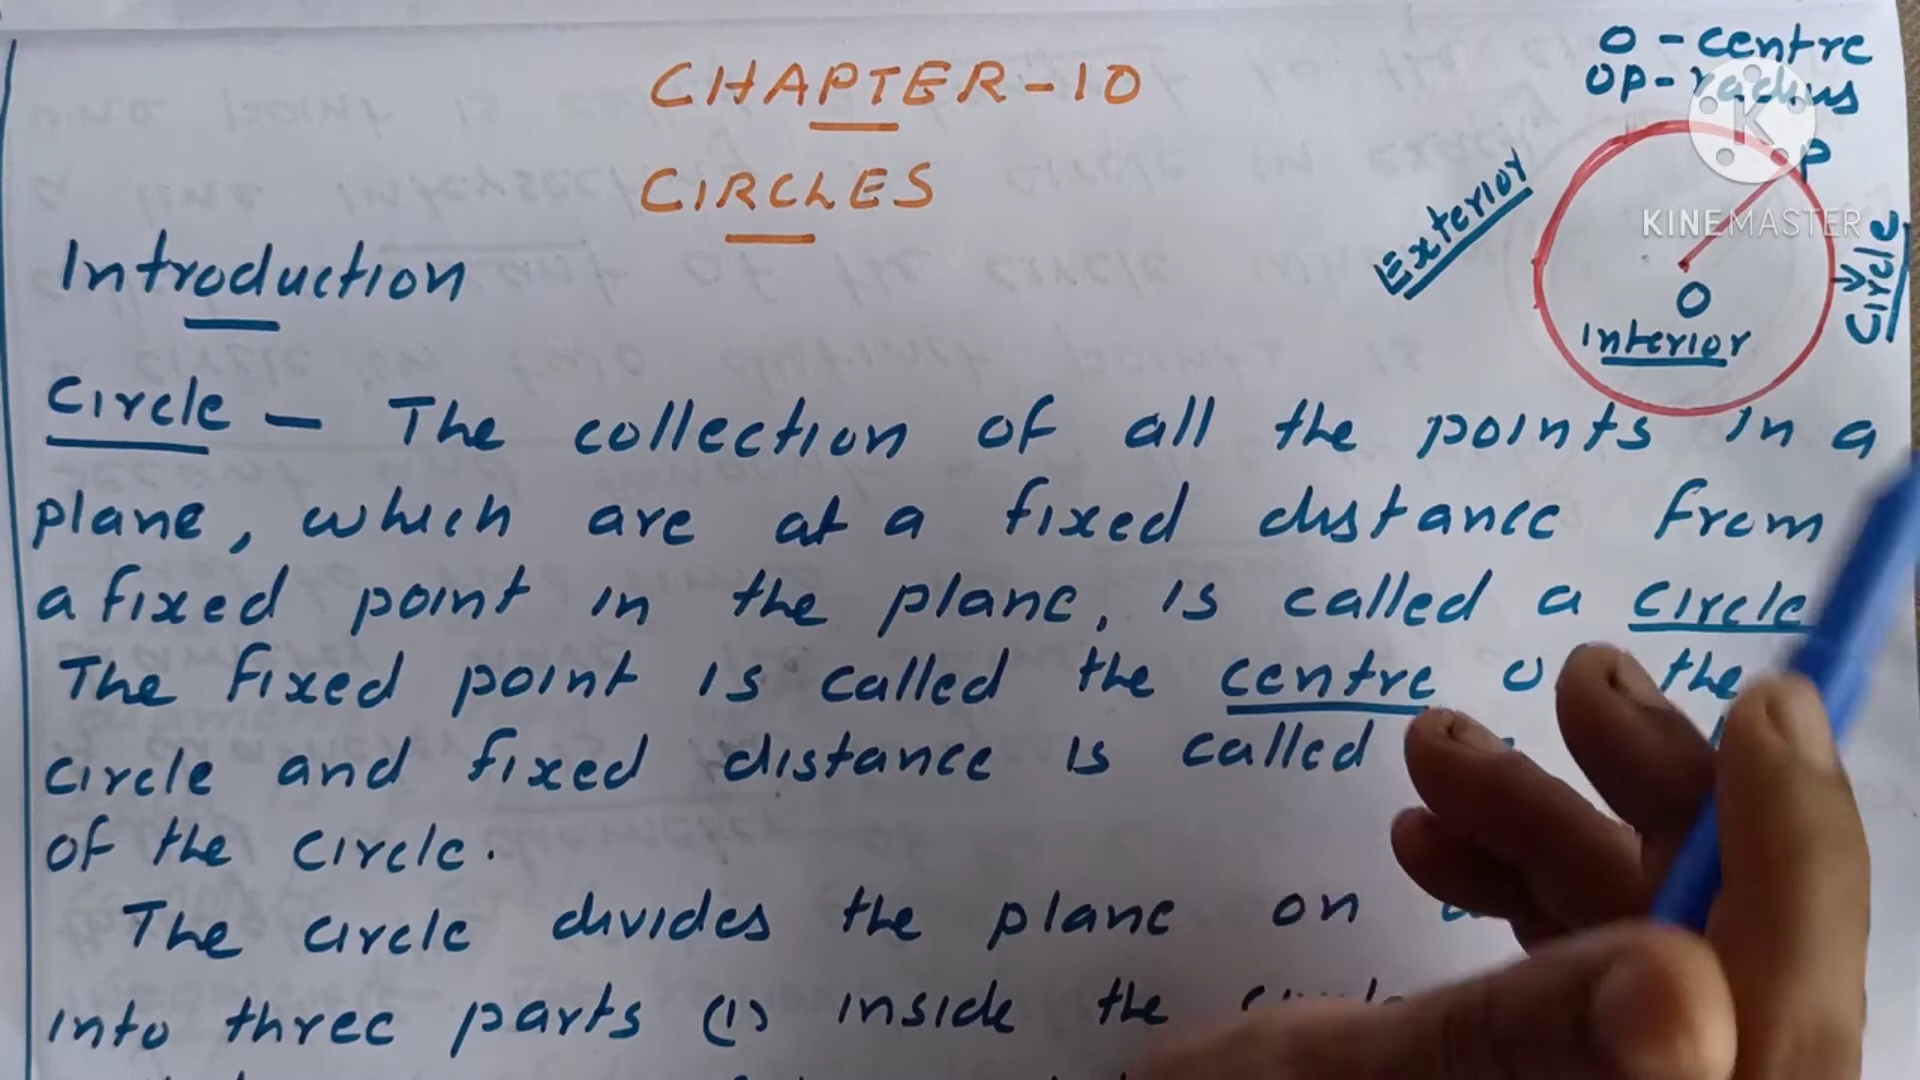 CHAPTER-10
CIRCLES
O - centre
OP - radius
P
Exterior
O
Interior
Circle
KINEMASTER
Introduction
Circle - The collection of all the points in a
plane, which are at a fixed distance from
a fixed point in the plane, is called a circle
The fixed point is called the centre the
circle and fixed distance is called
of the circle.
The circle divides the plane on
into three parts (1) inside the